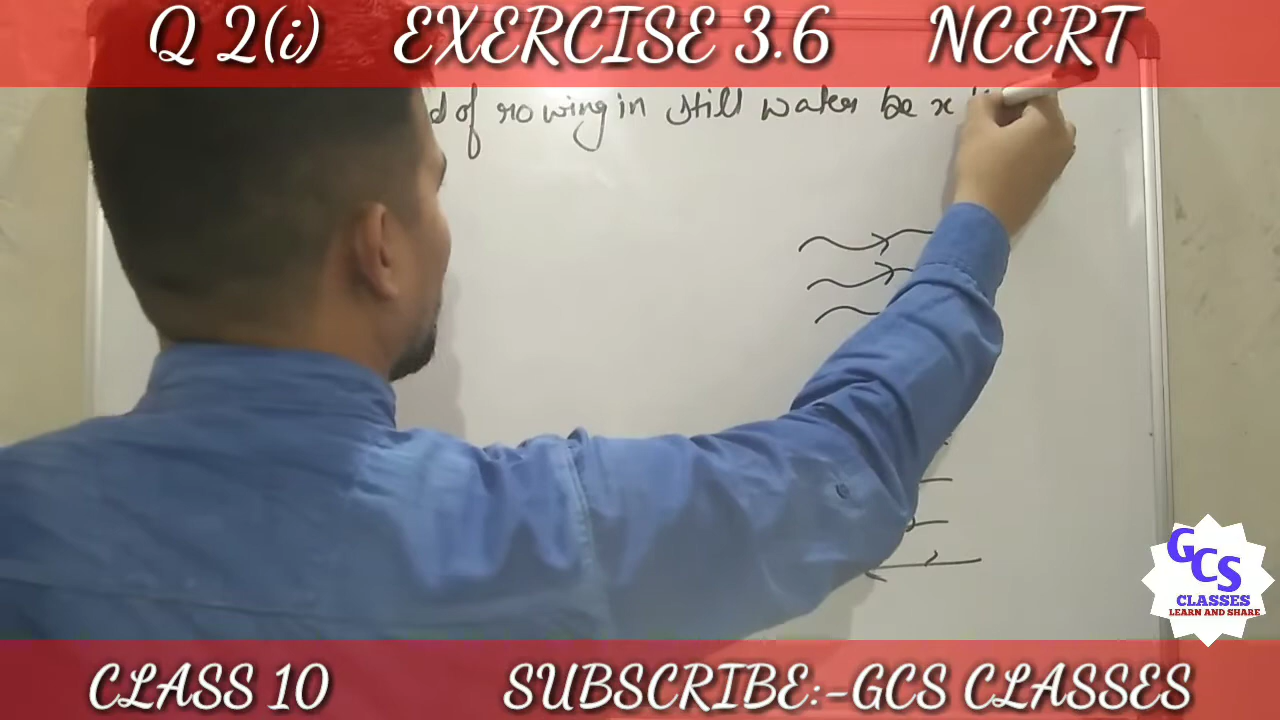 Q 2(i) EXERCISE 3.6 NCERT
of rowing in still water be x
GCS
CLASSES
LEARN AND SHARE
CLASS 10 SUBSCRIBE:-GCS CLASSES